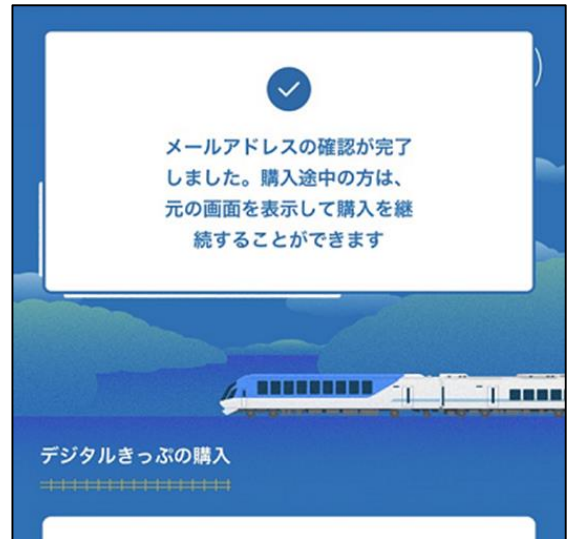 メールアドレスの確認が完了
しました。購入途中の方は、
元の画面を表示して購入を継
続することができます
デジタルきっぷの購入